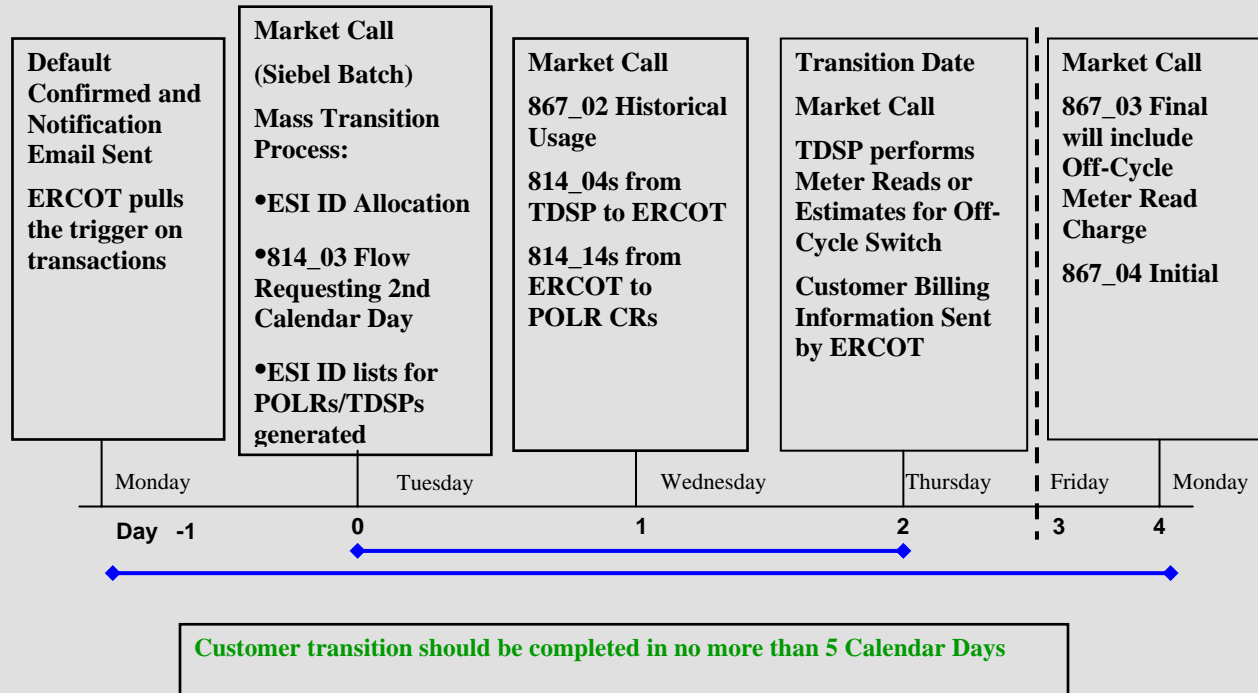 Default
Confirmed and
Notification
Email Sent
ERCOT pulls
the trigger on
transactions
Market Call
(Siebel Batch)
Mass Transition
Process:
•ESI ID Allocation
•814_03 Flow
Requesting 2nd
Calendar Day
•ESI ID lists for
POLRs/TDSPs
generated
Market Call
867_02 Historical
Usage
814_04s from
TDSP to ERCOT
814_14s from
ERCOT to
POLR CRs
Transition Date
Market Call
TDSP performs
Meter Reads or
Estimates for Off-
Cycle Switch
Customer Billing
Information Sent
by ERCOT
Market Call
867_03 Final
will include
Off-Cycle
Meter Read
Charge
867_04 Initial
Monday Tuesday Wednesday Thursday Friday Monday
Day -1 0 1 2 3 4
Customer transition should be completed in no more than 5 Calendar Days